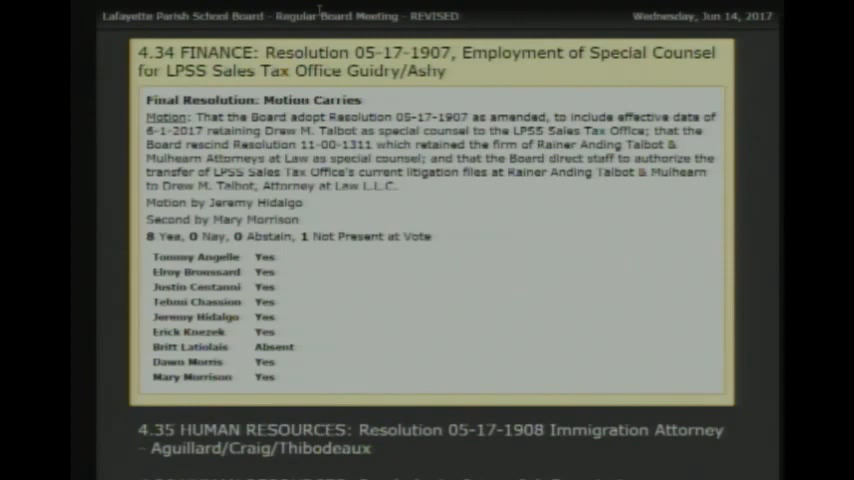 Lafayette Parish School Board - Regular Board Meeting - REVISED
Wednesday, Jun 14, 2017
4.34 FINANCE: Resolution 05-17-1907, Employment of Special Counsel
for LPSS Sales Tax Office Guidry/Ashy
Final Resolution: Motion Carries
Motion: That the Board adopt Resolution 05-17-1907 as amended, to include effective date of
6-1-2017 retaining Drew M. Talbot as special counsel to the LPSS Sales Tax Office; that the
Board rescind Resolution 11-00-1311 which retained the firm of Rainer Anding Talbot &
Mulhearn Attorneys at Law as special counsel; and that the Board direct staff to authorize the
transfer of LPSS Sales Tax Office's current litigation files at Rainer Anding Talbot & Mulhearn
to Drew M. Talbot, Attorney at Law L.L.C.
Motion by Jeremy Hidalgo
Second by Mary Morrison
8 Yea, 0 Nay, 0 Abstain, 1 Not Present at Vote
Tommy Angelle Yes
Elroy Broussard Yes
Justin Centanni Yes
Tehmi Chassion Yes
Jeremy Hidalgo Yes
Erick Knezek Yes
Britt Latiolais Absent
Dawn Morris Yes
Mary Morrison Yes
4.35 HUMAN RESOURCES: Resolution 05-17-1908 Immigration Attorney
- Aguillard/Craig/Thibodeaux